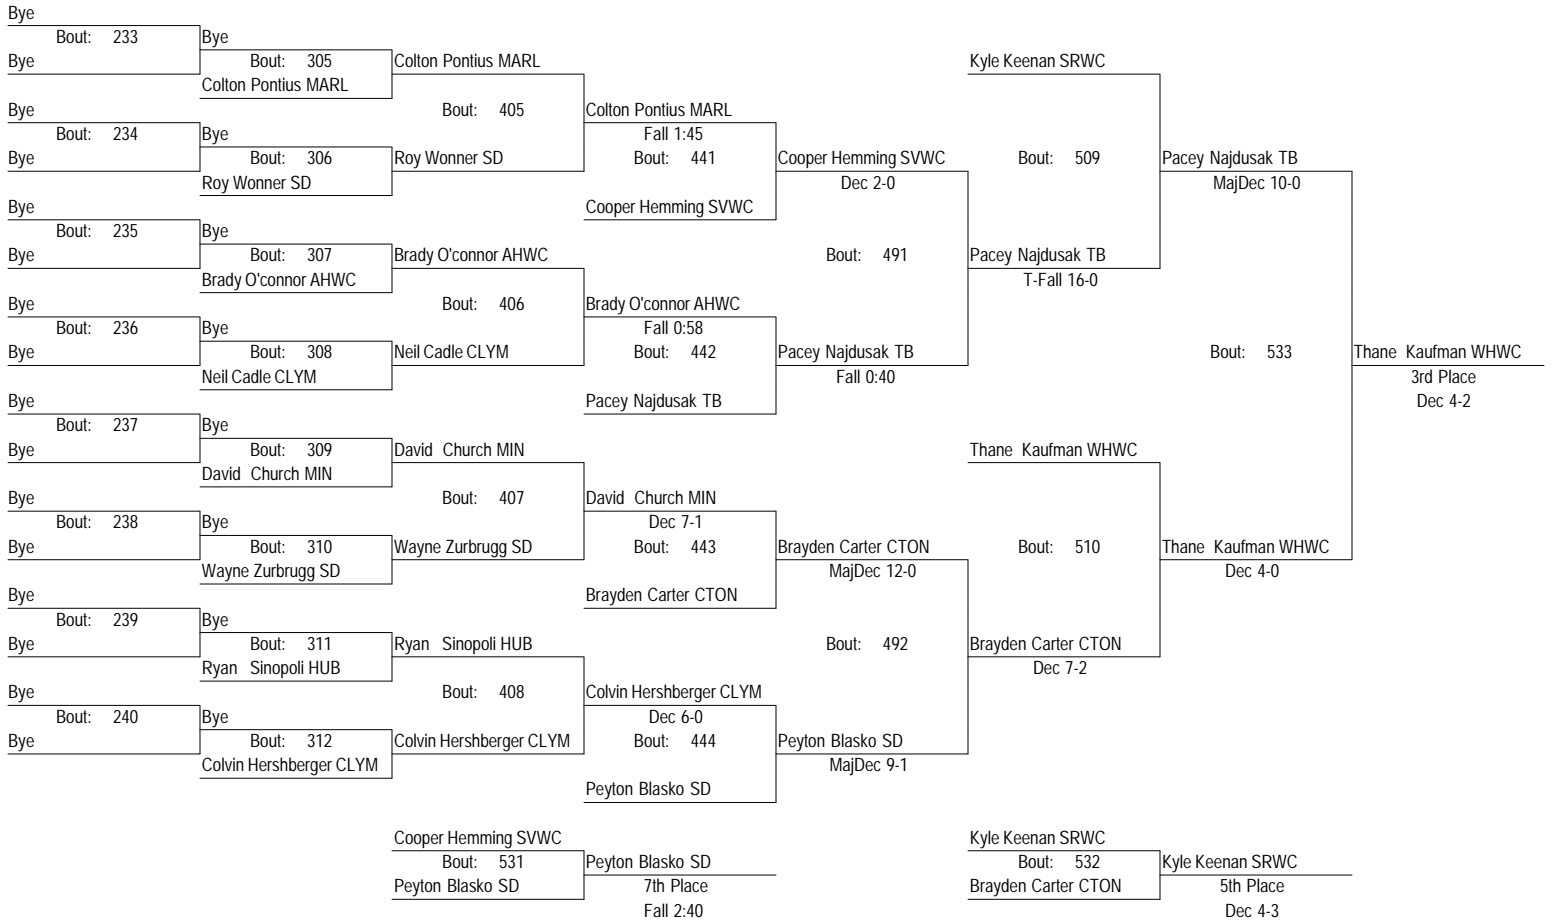 Bye
Bout: 233 Bye
Bye Bout: 305 Colton Pontius MARL Kyle Keenan SRWC
Colton Pontius MARL
Bye Bout: 405 Colton Pontius MARL
Bout: 234 Bye Fall 1:45
Bye Bout: 306 Roy Wonner SD Bout: 441 Cooper Hemming SVWC Bout: 509 Pacey Najdusak TB
Roy Wonner SD Dec 2-0 MajDec 10-0
Bye Cooper Hemming SVWC
Bout: 235 Bye
Bye Bout: 307 Brady O'connor AHWC Bout: 491 Pacey Najdusak TB
Brady O'connor AHWC T-Fall 16-0
Bye Bout: 406 Brady O'connor AHWC
Bout: 236 Bye Fall 0:58
Bye Bout: 308 Neil Cadle CLYM Bout: 442 Pacey Najdusak TB Bout: 533 Thane Kaufman WHWC
Neil Cadle CLYM Fall 0:40 3rd Place
Bye Pacey Najdusak TB Dec 4-2
Bout: 237 Bye
Bye Bout: 309 David Church MIN Thane Kaufman WHWC
David Church MIN
Bye Bout: 407 David Church MIN
Bout: 238 Bye Dec 7-1
Bye Bout: 310 Wayne Zurbrugg SD Bout: 443 Brayden Carter CTON Bout: 510 Thane Kaufman WHWC
Wayne Zurbrugg SD MajDec 12-0 Dec 4-0
Bye Brayden Carter CTON
Bout: 239 Bye
Bye Bout: 311 Ryan Sinopoli HUB Bout: 492 Brayden Carter CTON
Ryan Sinopoli HUB Dec 7-2
Bye Bout: 408 Colvin Hershberger CLYM
Bout: 240 Bye Dec 6-0
Bye Bout: 312 Colvin Hershberger CLYM Bout: 444 Peyton Blasko SD
Colvin Hershberger CLYM MajDec 9-1
Peyton Blasko SD
Cooper Hemming SVWC Kyle Keenan SRWC
Bout: 531 Peyton Blasko SD Bout: 532 Kyle Keenan SRWC
Peyton Blasko SD 7th Place Brayden Carter CTON 5th Place
Fall 2:40 Dec 4-3